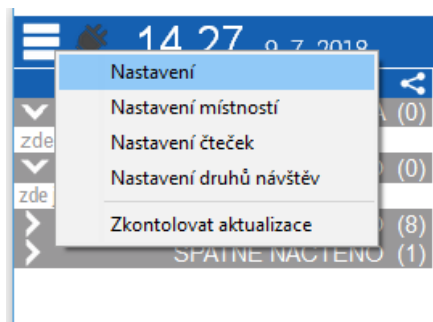 14 27 9. 7. 2018
Nastavení
(0)
Nastavení místností
zde
Nastavení čteček
(0)
Nastavení druhů návštěv
zde
(8)
Zkontolovat aktualizace
ŠPATNĚ NAČTENO (1)